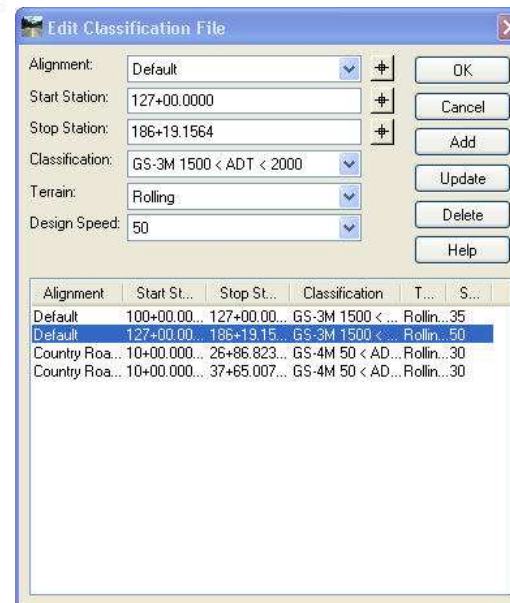 Edit Classification File
Alignment: Default OK
Start Station: 127+00.0000 Cancel
Stop Station: 186+19.1564 Add
Classification: GS-3M 1500 < ADT < 2000 Update
Terrain: Rolling Delete
Design Speed: 50 Help
Alignment Start St... Stop St... Classification T... S...
Default 100+00.00... 127+00.00... GS-3M 1500 < ... Rollin... 35
Default 127+00.00... 186+19.15... GS-3M 1500 < ... Rollin... 50
Country Roa... 10+00.000... 26+86.823... GS-4M 50 < AD... Rollin... 30
Country Roa... 10+00.000... 37+65.007... GS-4M 50 < AD... Rollin... 30